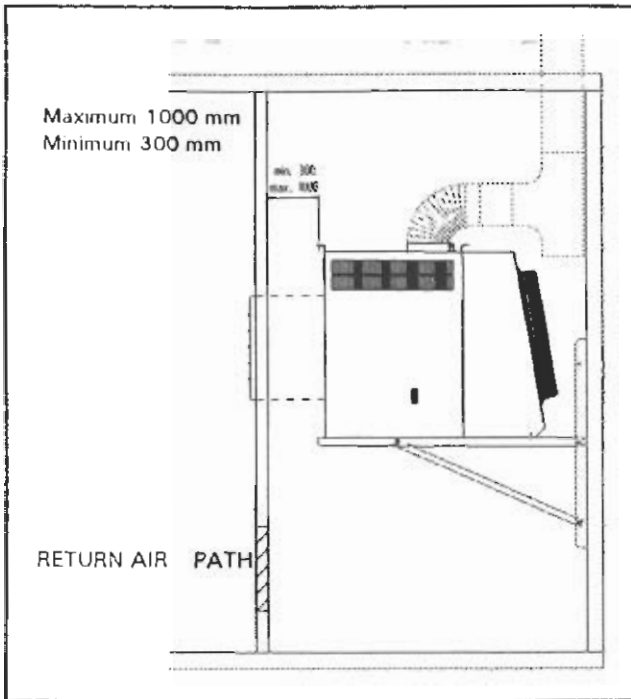 Maximum 1000 mm
Minimum 300 mm
min. 300
max. 1000
RETURN AIR PATH